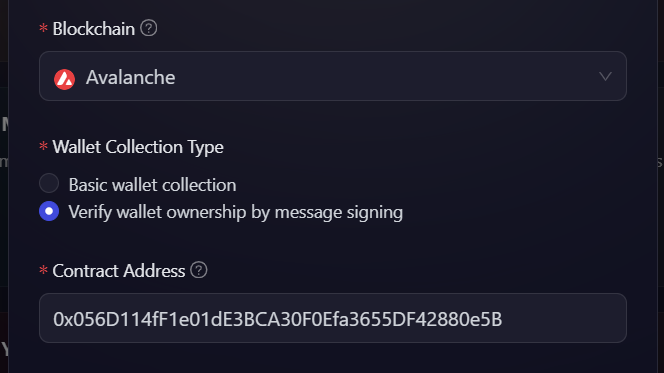 * Blockchain ?
Avalanche
* Wallet Collection Type
Basic wallet collection
Verify wallet ownership by message signing
* Contract Address ?
0x056D114fF1e01dE3BCA30F0Efa3655DF42880e5B